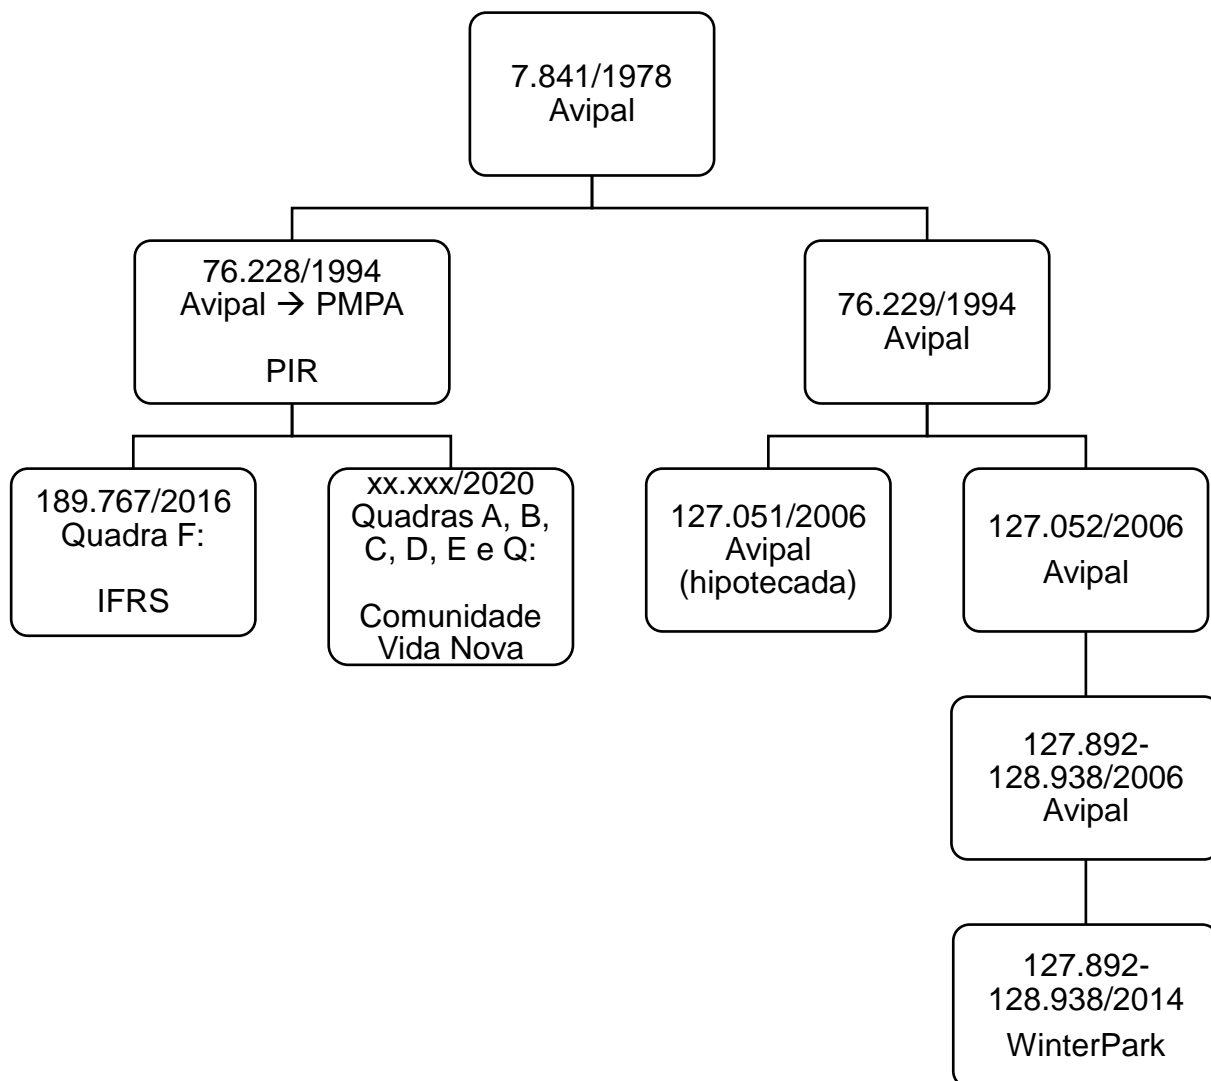 7.841/1978
Avipal
76.228/1994
Avipal → PMPA
PIR
76.229/1994
Avipal
189.767/2016
Quadra F:
IFRS
xx.xxx/2020
Quadras A, B,
C, D, E e Q:
Comunidade
Vida Nova
127.051/2006
Avipal
(hipotecada)
127.052/2006
Avipal
127.892-
128.938/2006
Avipal
127.892-
128.938/2014
WinterPark